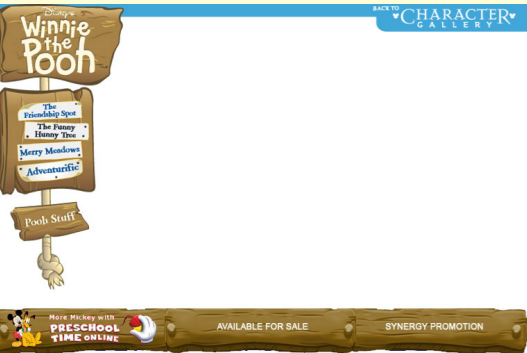 Disney's
Winnie
the
Pooh
BACK TO
CHARACTER
GALLERY
The
Friendship Spot
The Funny
Hunny Tree
Merry Meadows
Adventurific
Pooh Stuff
More Mickey with
PRESCHOOL
TIME ONLINE
AVAILABLE FOR SALE
SYNERGY PROMOTION